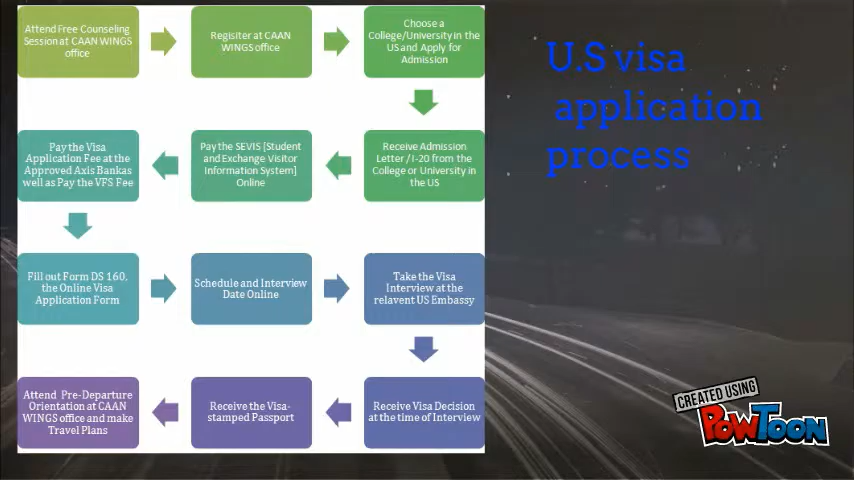 U.S visa
application
process
Attend Free Counseling
Session at CAAN WINGS
office
Regisiter at CAAN
WINGS office
Choose a
College/University in the
US and Apply for
Admission
Receive Admission
Letter / I-20 from the
College or University in
the US
Pay the SEVIS [Student
and Exchange Visitor
Information System]
Online
Pay the Visa
Application Fee at the
Approved Axis Bankas
well as Pay the VFS Fee
Fill out Form DS 160,
the Online Visa
Application Form
Schedule and Interview
Date Online
Take the Visa
Interview at the
relavent US Embassy
Receive Visa Decision
at the time of Interview
Receive the Visa-
stamped Passport
Attend Pre-Departure
Orientation at CAAN
WINGS office and make
Travel Plans
CREATED USING
POWTOON